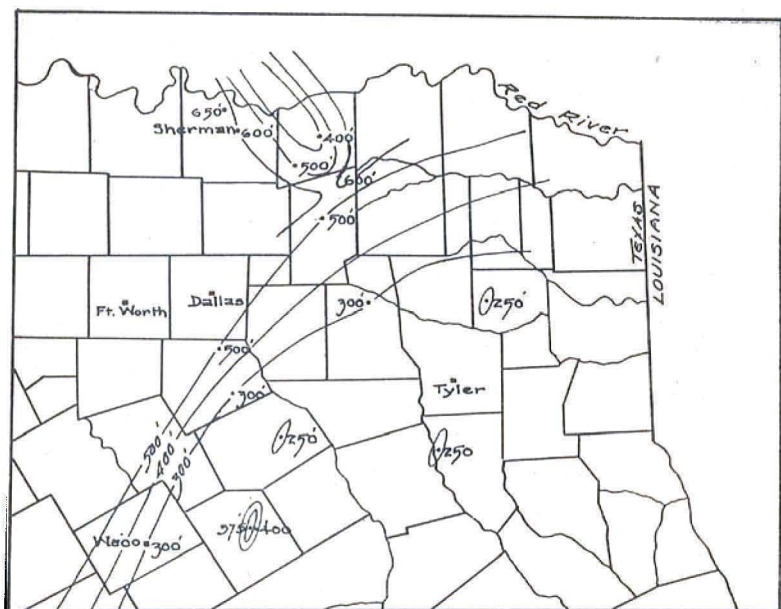 650'
Sherman 600'
400'
500'
600'
500'
Red River
TEXAS
LOUISIANA
Ft. Worth
Dallas
300'
250'
500'
Tyler
300'
250'
250
500'
400'
300'
375 400
Waco 300'